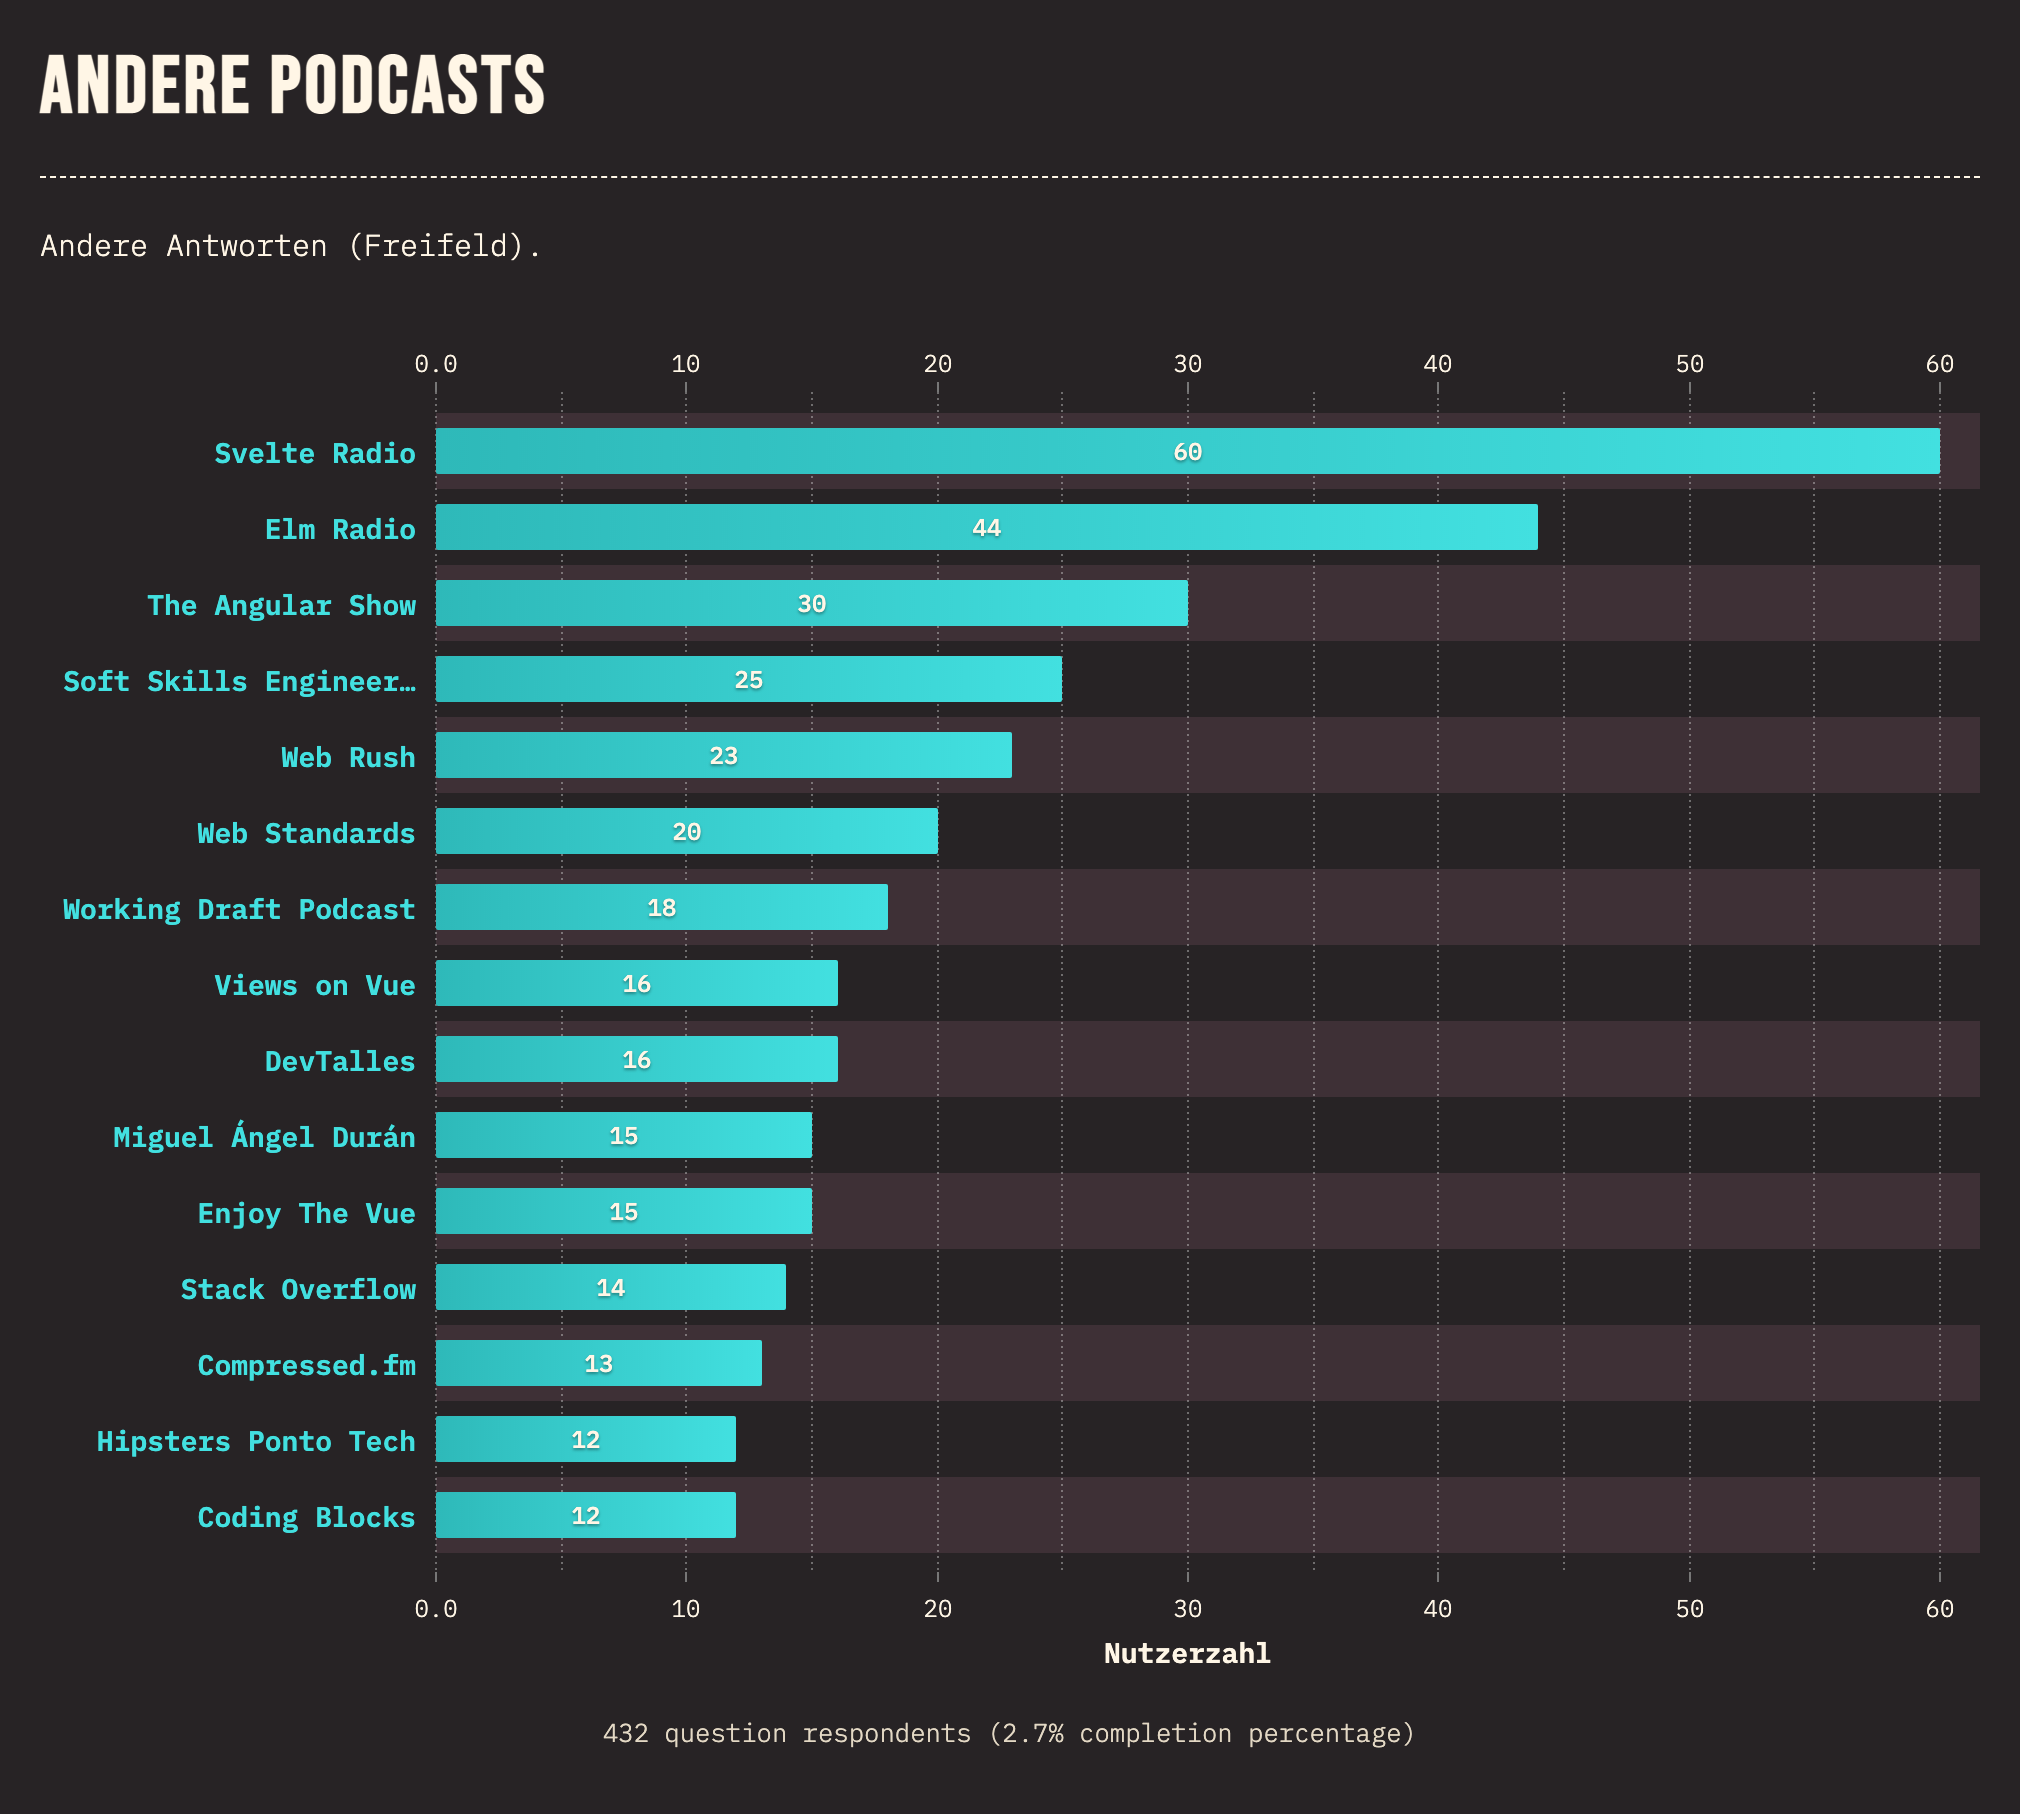 ANDERE PODCASTS
Andere Antworten (Freifeld).
0.0 10 20 30 40 50 60
Svelte Radio 60
Elm Radio 44
The Angular Show 30
Soft Skills Engineer… 25
Web Rush 23
Web Standards 20
Working Draft Podcast 18
Views on Vue 16
DevTalles 16
Miguel Ángel Durán 15
Enjoy The Vue 15
Stack Overflow 14
Compressed.fm 13
Hipsters Ponto Tech 12
Coding Blocks 12
0.0 10 20 30 40 50 60
Nutzerzahl
432 question respondents (2.7% completion percentage)